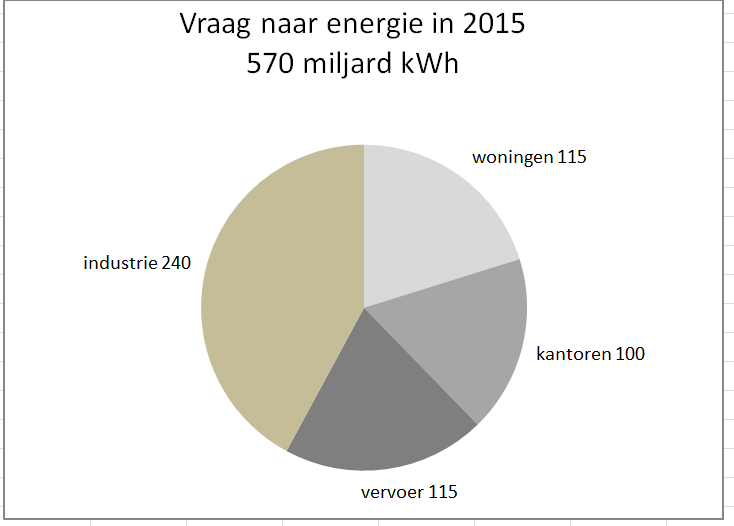 Vraag naar energie in 2015
570 miljard kWh
woningen 115
industrie 240
kantoren 100
vervoer 115